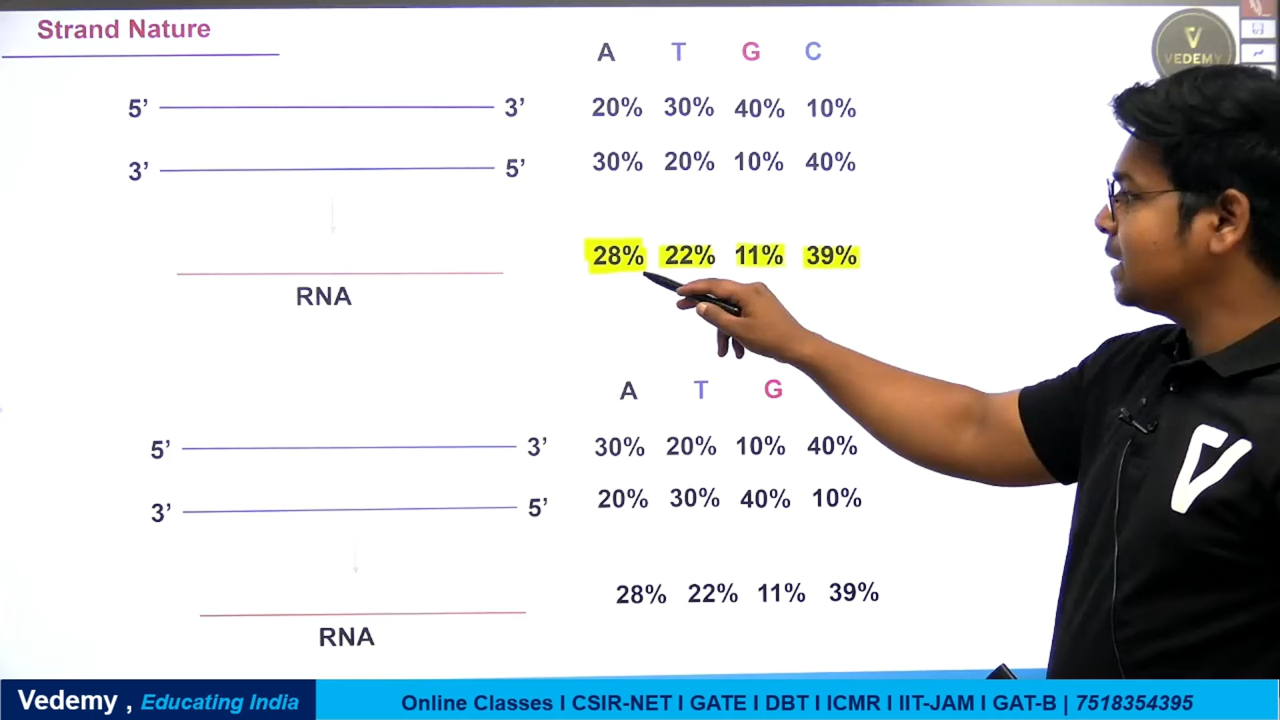 Strand Nature
VEDEMY
A T G C
5’ 3’ 20% 30% 40% 10%
3’ 5’ 30% 20% 10% 40%
28% 22% 11% 39%
RNA
A T G
5’ 3’ 30% 20% 10% 40%
3’ 5’ 20% 30% 40% 10%
28% 22% 11% 39%
RNA
Vedemy , Educating India Online Classes I CSIR-NET I GATE I DBT I ICMR I IIT-JAM I GAT-B | 7518354395